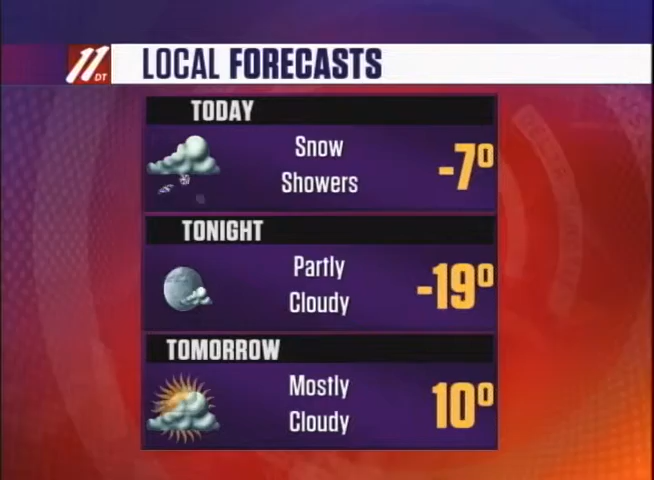 11 DT
LOCAL FORECASTS
TODAY
Snow
Showers
-7°
TONIGHT
Partly
Cloudy
-19°
TOMORROW
Mostly
Cloudy
10°